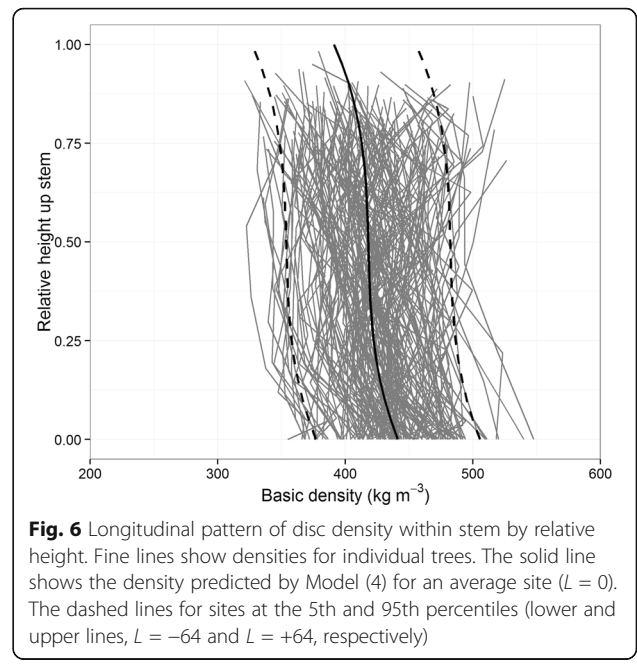 1.00
0.75
0.50
0.25
0.00
Relative height up stem
200
300
400
500
600
Basic density (kg m⁻³)
Fig. 6 Longitudinal pattern of disc density within stem by relative
height. Fine lines show densities for individual trees. The solid line
shows the density predicted by Model (4) for an average site (L = 0).
The dashed lines for sites at the 5th and 95th percentiles (lower and
upper lines, L = −64 and L = +64, respectively)